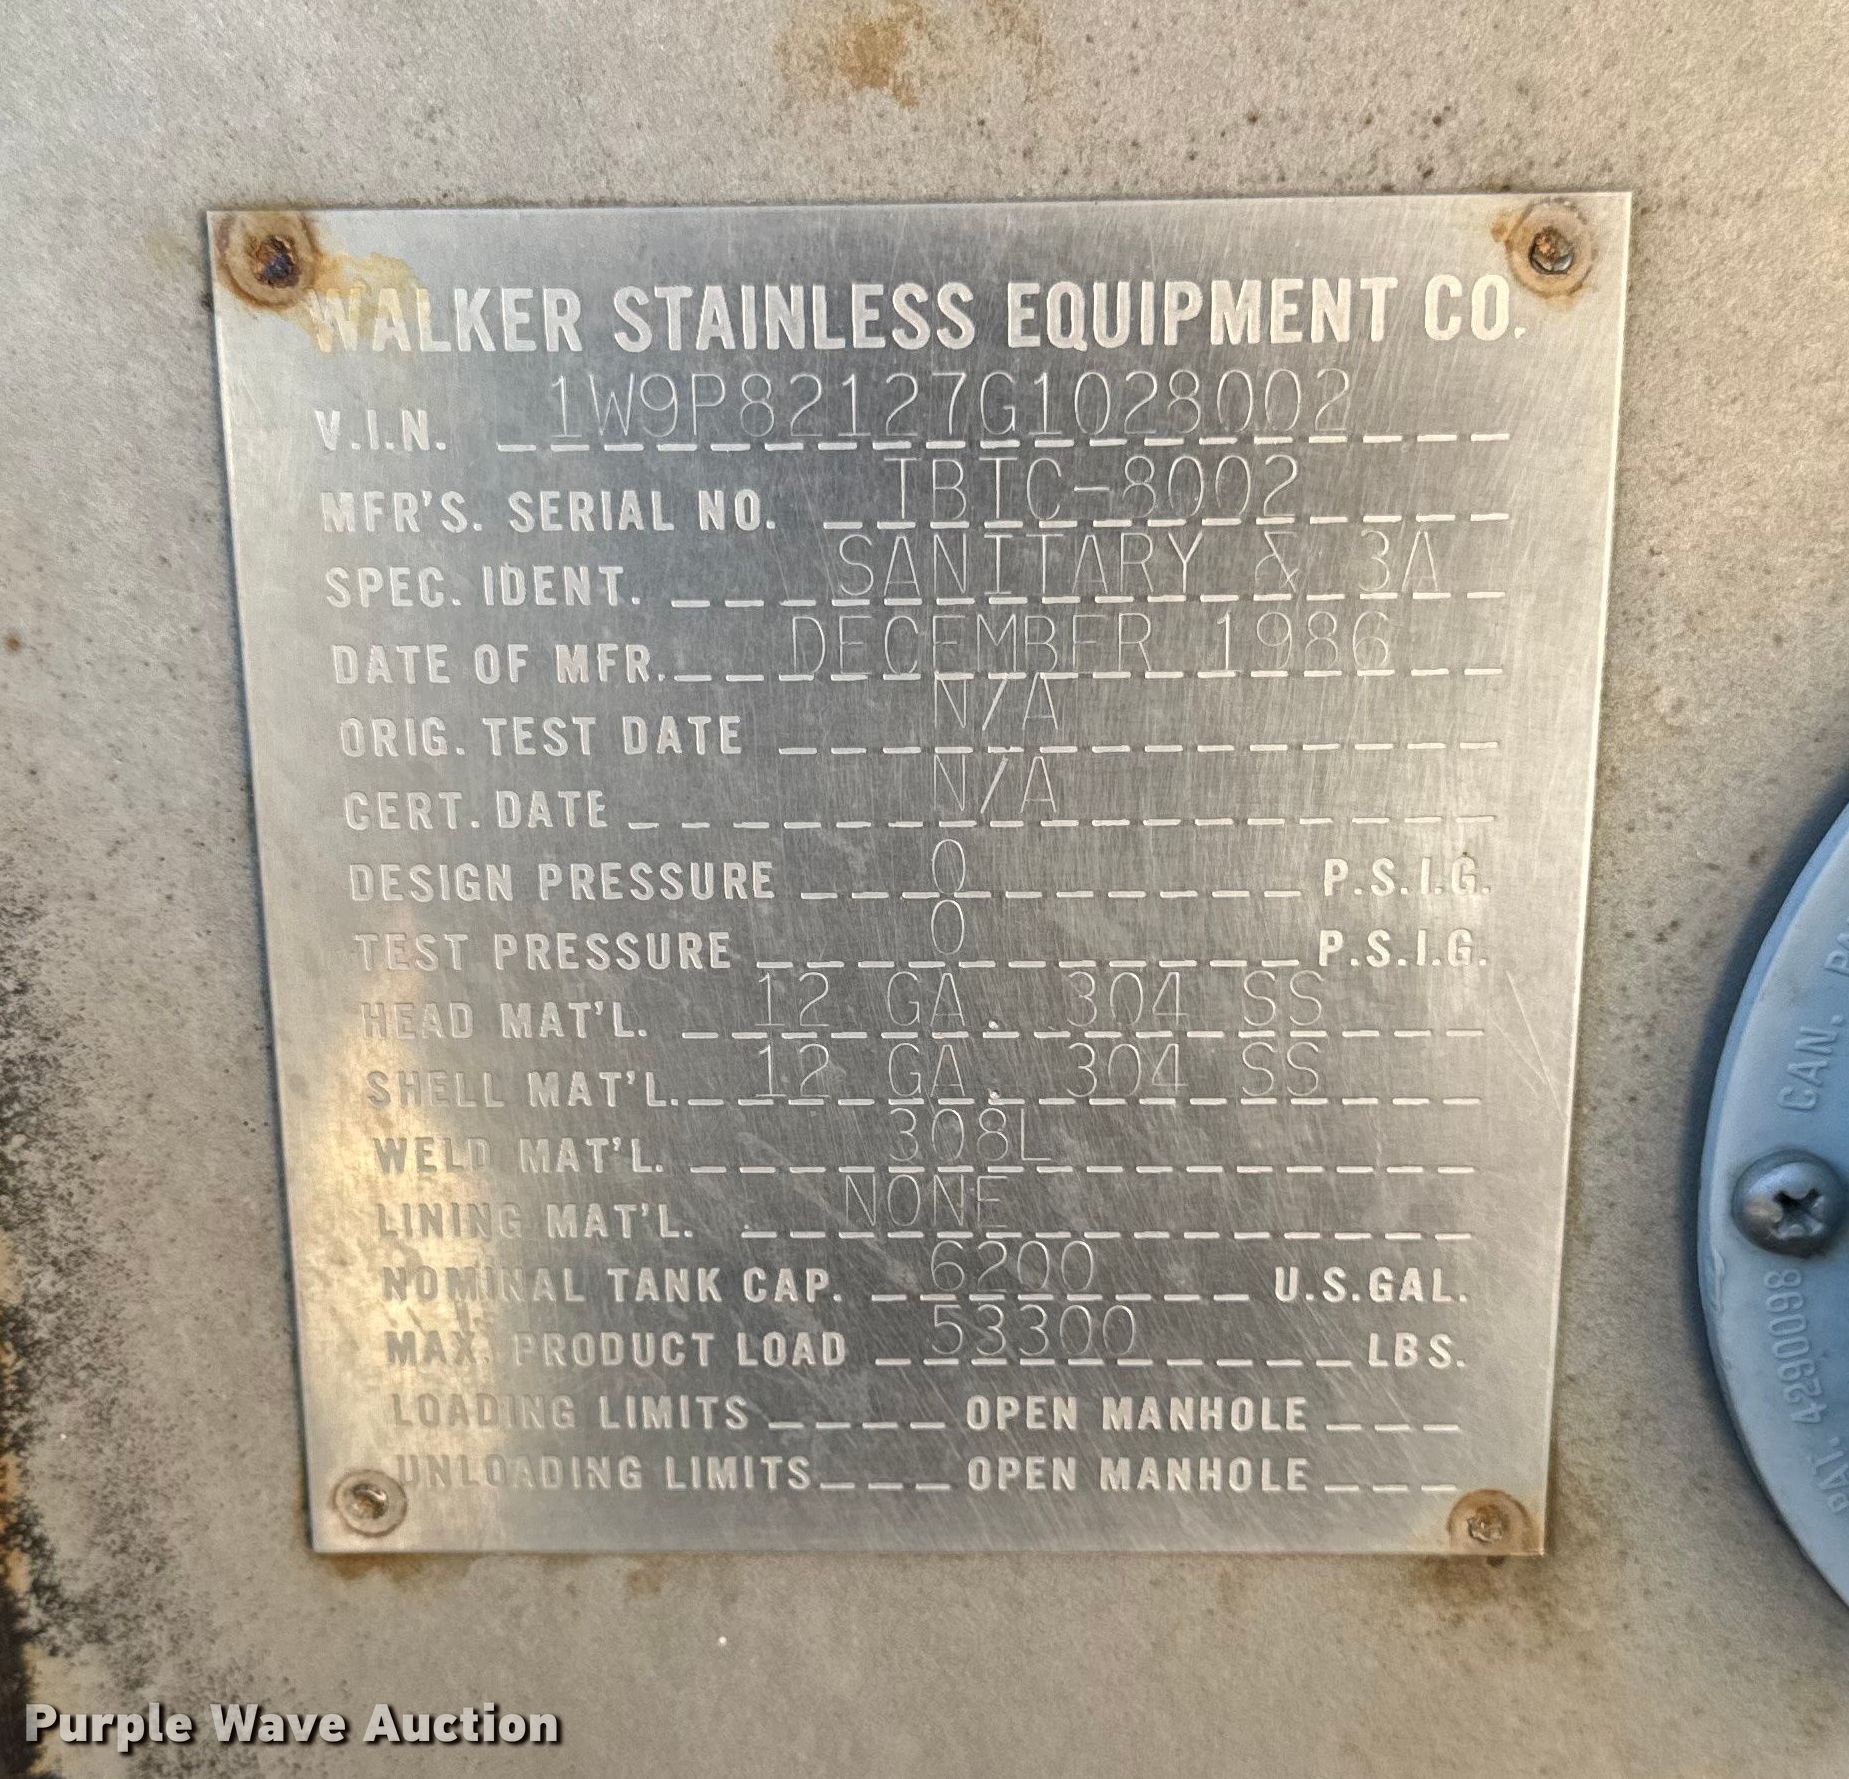 WALKER STAINLESS EQUIPMENT CO.
V.I.N. 1W9P82127G1028002
MFR'S. SERIAL NO. TBTC-8002
SPEC. IDENT. SANITARY & 3A
DATE OF MFR. DECEMBER 1986
ORIG. TEST DATE N/A
CERT. DATE N/A
DESIGN PRESSURE 0 P.S.I.G.
TEST PRESSURE 0 P.S.I.G.
HEAD MAT'L. 12 GA. 304 SS
SHELL MAT'L. 12 GA. 304 SS
WELD MAT'L. 308L
LINING MAT'L. NONE
NOMINAL TANK CAP. 6200 U.S.GAL.
MAX. PRODUCT LOAD 53300 LBS.
LOADING LIMITS OPEN MANHOLE
UNLOADING LIMITS OPEN MANHOLE
PAT. 4290098
CAN.
Purple Wave Auction